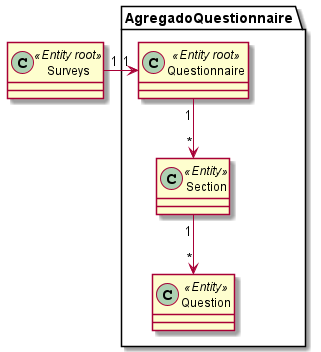 AgregadoQuestionnaire
C «Entity root»
Surveys
1 1
C «Entity root»
Questionnaire
1
*
C «Entity»
Section
1
*
C «Entity»
Question